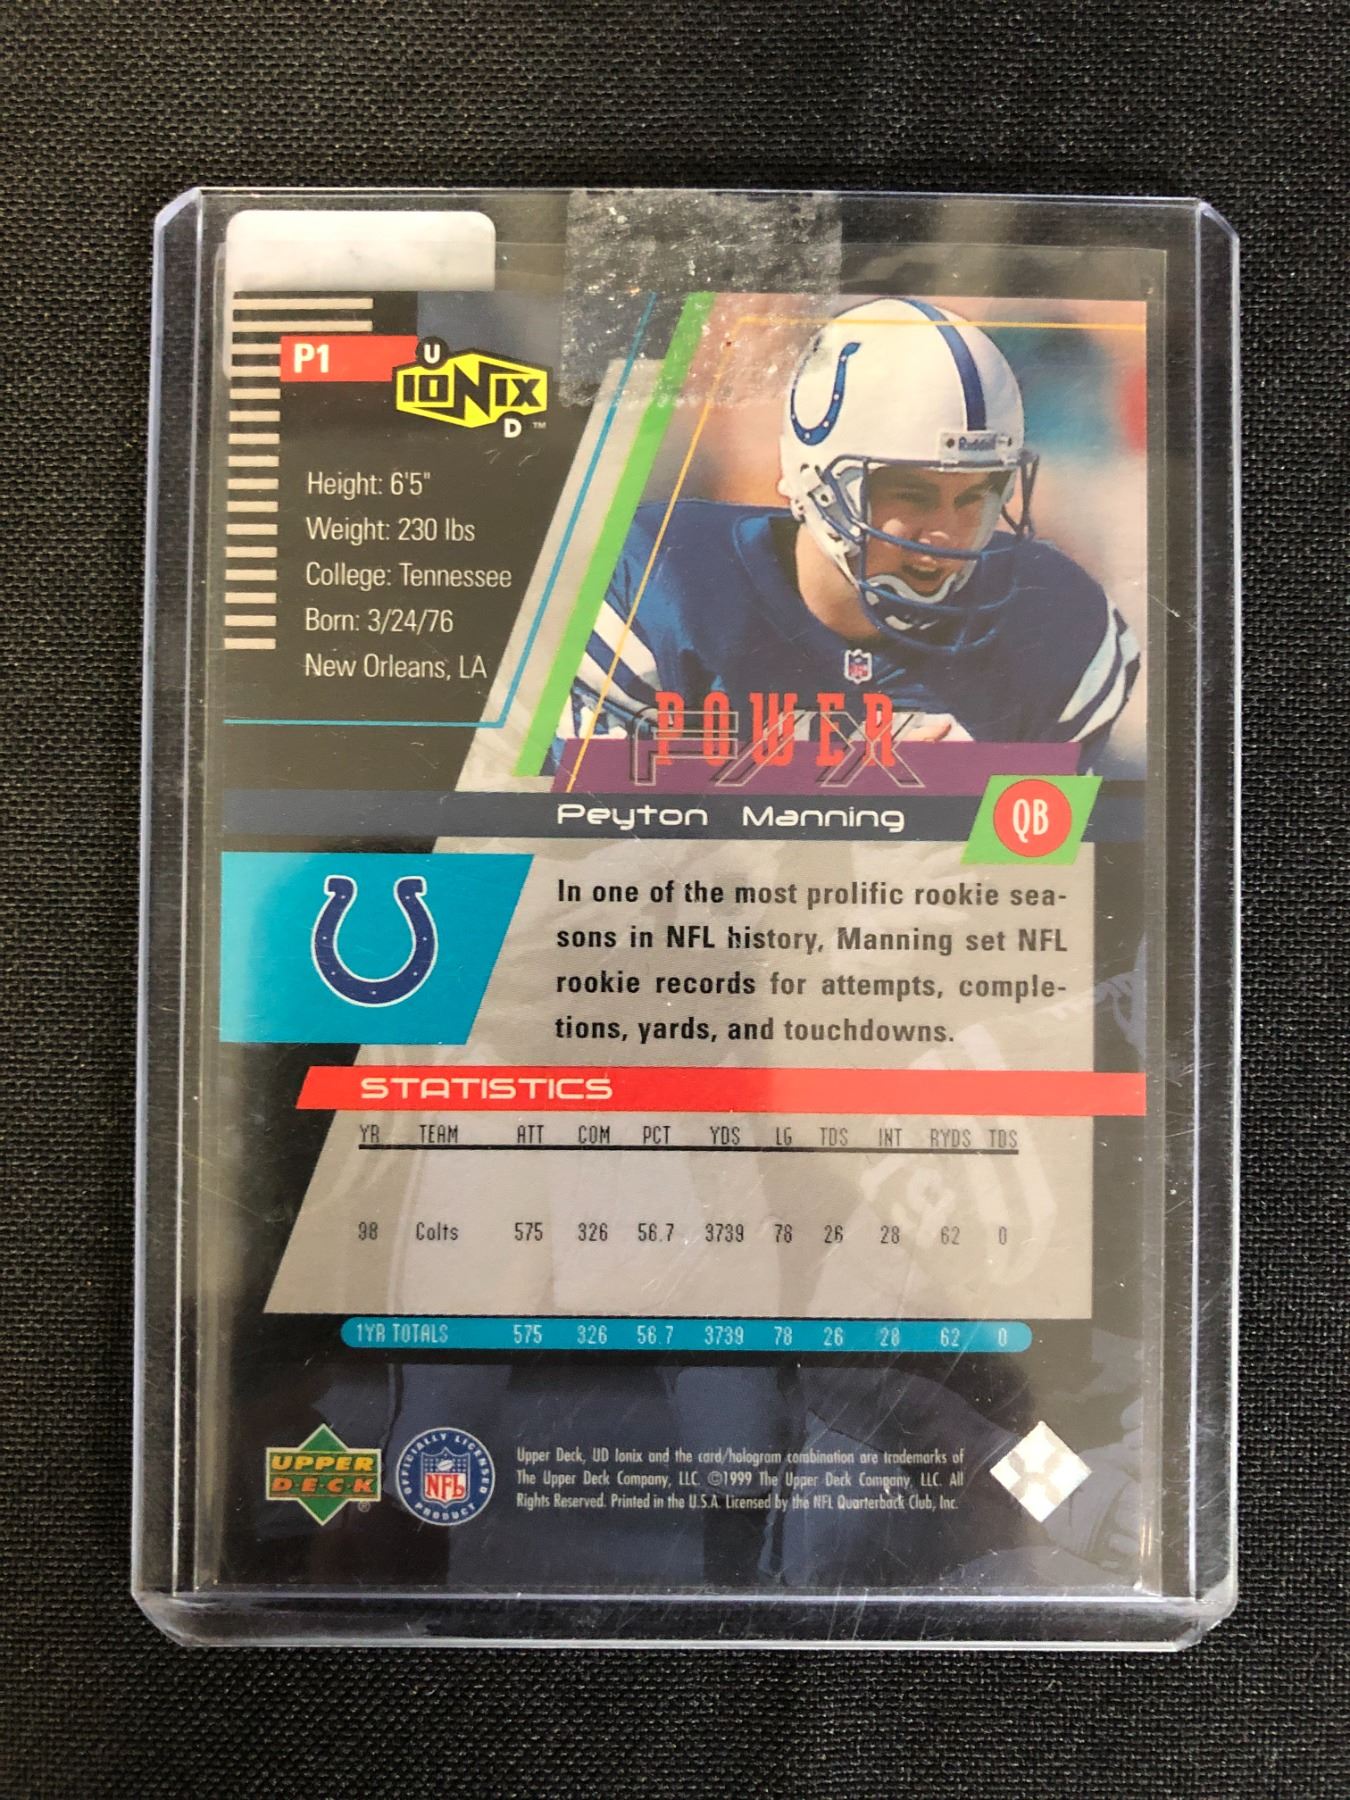 P1
U
IONIX
D ™
Height: 6'5"
Weight: 230 lbs
College: Tennessee
Born: 3/24/76
New Orleans, LA
Riddell
POWER
F/X
Peyton Manning
QB
In one of the most prolific rookie sea-
sons in NFL history, Manning set NFL
rookie records for attempts, comple-
tions, yards, and touchdowns.
STATISTICS
YR TEAM ATT COM PCT YDS LG TDS INT RYDS TDS
98 Colts 575 326 56.7 3739 78 26 28 62 0
1YR TOTALS 575 326 56.7 3739 78 26 28 62 0
UPPER
DECK
®
OFFICIALLY LICENSED
NFL
PRODUCT
Upper Deck, UD Ionix and the card/hologram combination are trademarks of
The Upper Deck Company, LLC. ©1999 The Upper Deck Company, LLC. All
Rights Reserved. Printed in the U.S.A. Licensed by the NFL Quarterback Club, Inc.